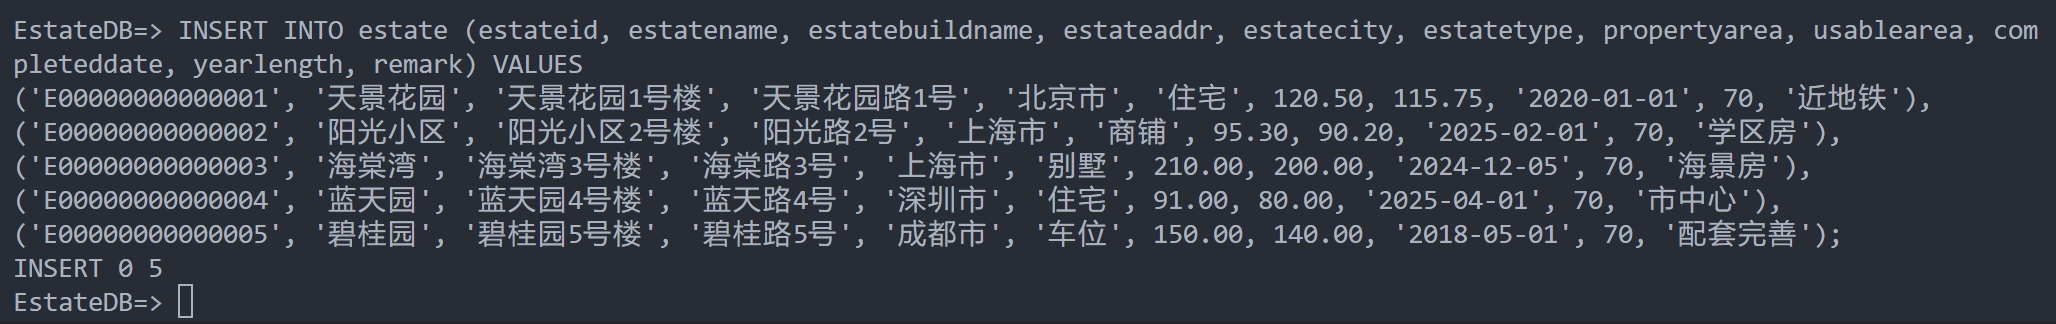 EstateDB=> INSERT INTO estate (estateid, estatename, estatebuildname, estateaddr, estatecity, estatetype, propertyarea, usablearea, com
pleteddate, yearlength, remark) VALUES
('E00000000000001', '天景花园', '天景花园1号楼', '天景花园路1号', '北京市', '住宅', 120.50, 115.75, '2020-01-01', 70, '近地铁'),
('E00000000000002', '阳光小区', '阳光小区2号楼', '阳光路2号', '上海市', '商铺', 95.30, 90.20, '2025-02-01', 70, '学区房'),
('E00000000000003', '海棠湾', '海棠湾3号楼', '海棠路3号', '上海市', '别墅', 210.00, 200.00, '2024-12-05', 70, '海景房'),
('E00000000000004', '蓝天园', '蓝天园4号楼', '蓝天路4号', '深圳市', '住宅', 91.00, 80.00, '2025-04-01', 70, '市中心'),
('E00000000000005', '碧桂园', '碧桂园5号楼', '碧桂路5号', '成都市', '车位', 150.00, 140.00, '2018-05-01', 70, '配套完善');
INSERT 0 5
EstateDB=>